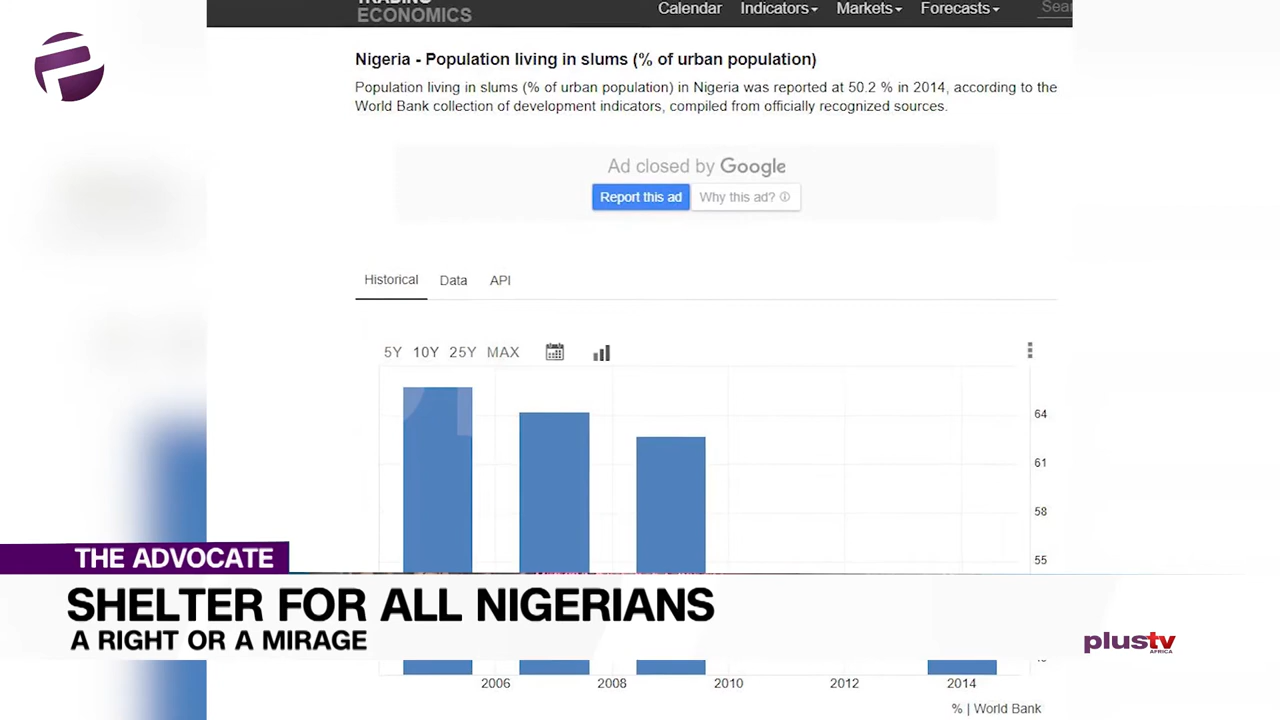 ECONOMICS
Calendar Indicators Markets Forecasts
Nigeria - Population living in slums (% of urban population)
Population living in slums (% of urban population) in Nigeria was reported at 50.2 % in 2014, according to the
World Bank collection of development indicators, compiled from officially recognized sources.
Ad closed by Google
Report this ad Why this ad?
Historical Data API
5Y 10Y 25Y MAX
64
61
58
55
THE ADVOCATE
SHELTER FOR ALL NIGERIANS
A RIGHT OR A MIRAGE
plustv
AFRICA
2006 2008 2010 2012 2014
% | World Bank